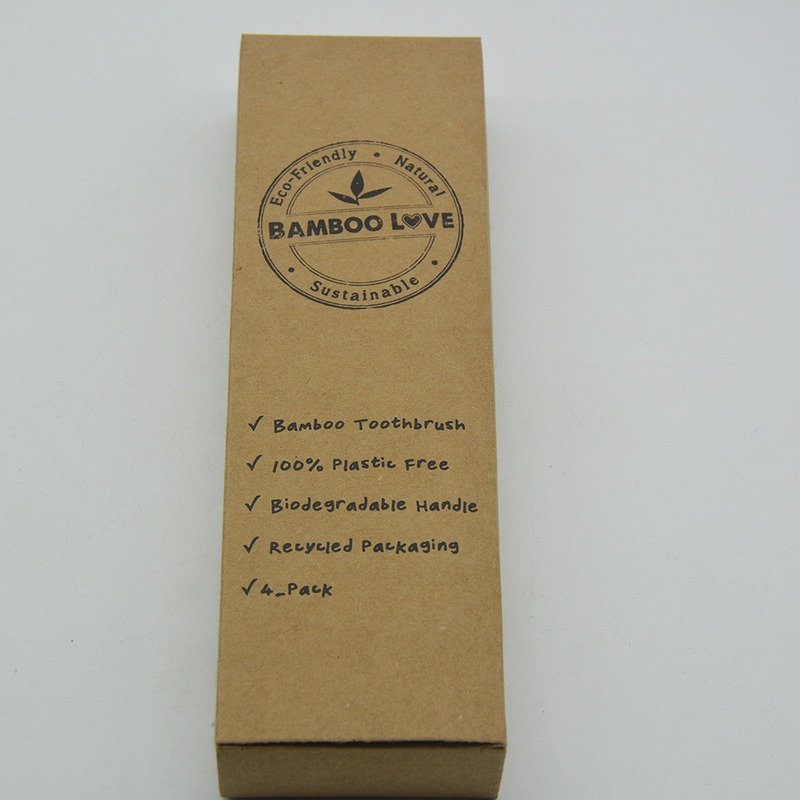 Eco-Friendly • Natural
BAMBOO LOVE
• Sustainable •
✓ Bamboo Toothbrush
✓ 100% Plastic Free
✓ Biodegradable Handle
✓ Recycled Packaging
✓ 4_Pack